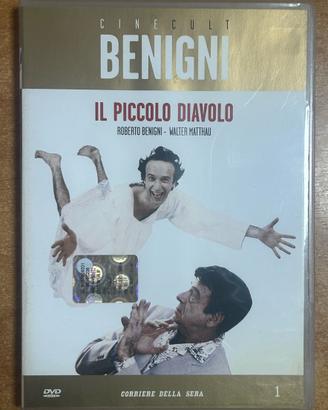 CINECULT
BENIGNI
IL PICCOLO DIAVOLO
ROBERTO BENIGNI - WALTER MATTHAU
DVD
CORRIERE DELLA SERA
1